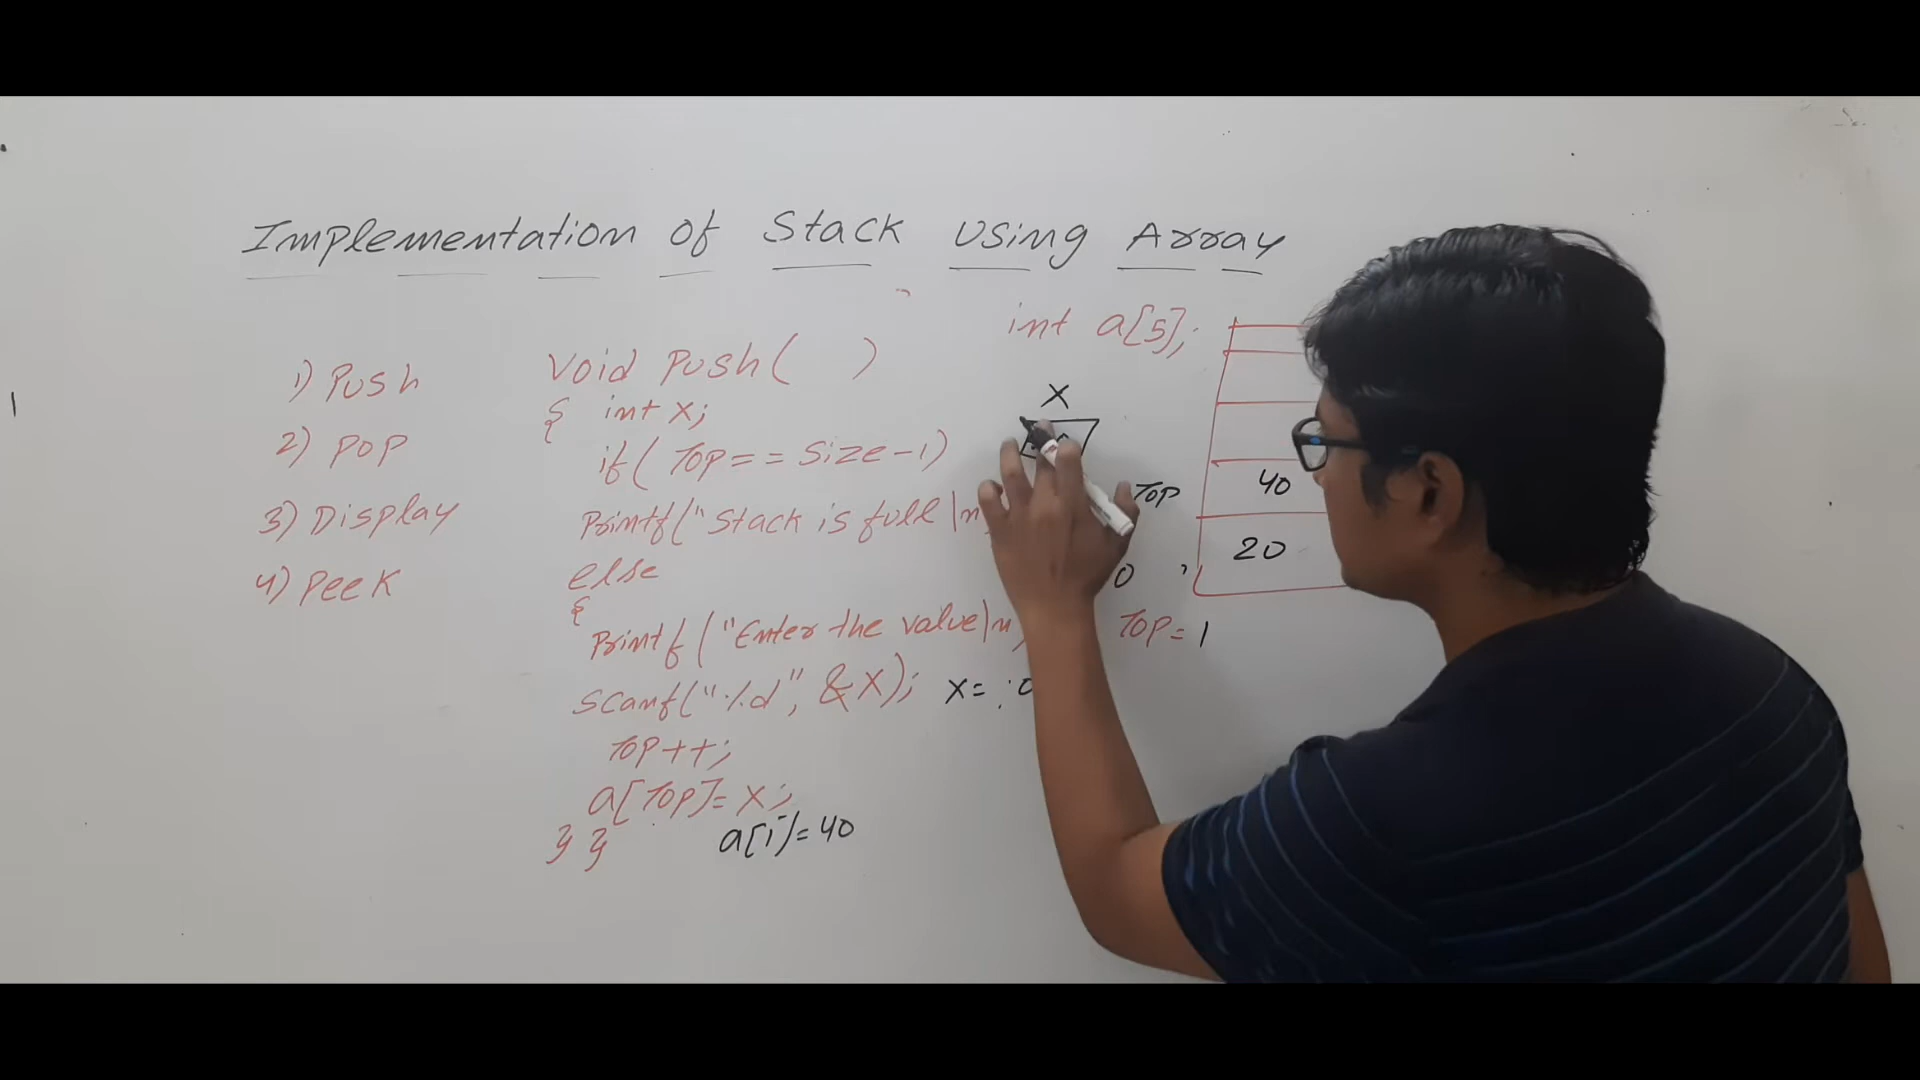 Implementation of Stack Using Array
int a[5];
1) Push
2) Pop
3) Display
4) Peek
Void Push( )
{ int x;
if( Top == Size-1)
Printf("Stack is full\n
else
{
Printf("Enter the value\n
Scanf("%d", &x); x=
Top++;
a[Top]=x;
} }
a[1]=40
X
Top
40
20
0
Top=1